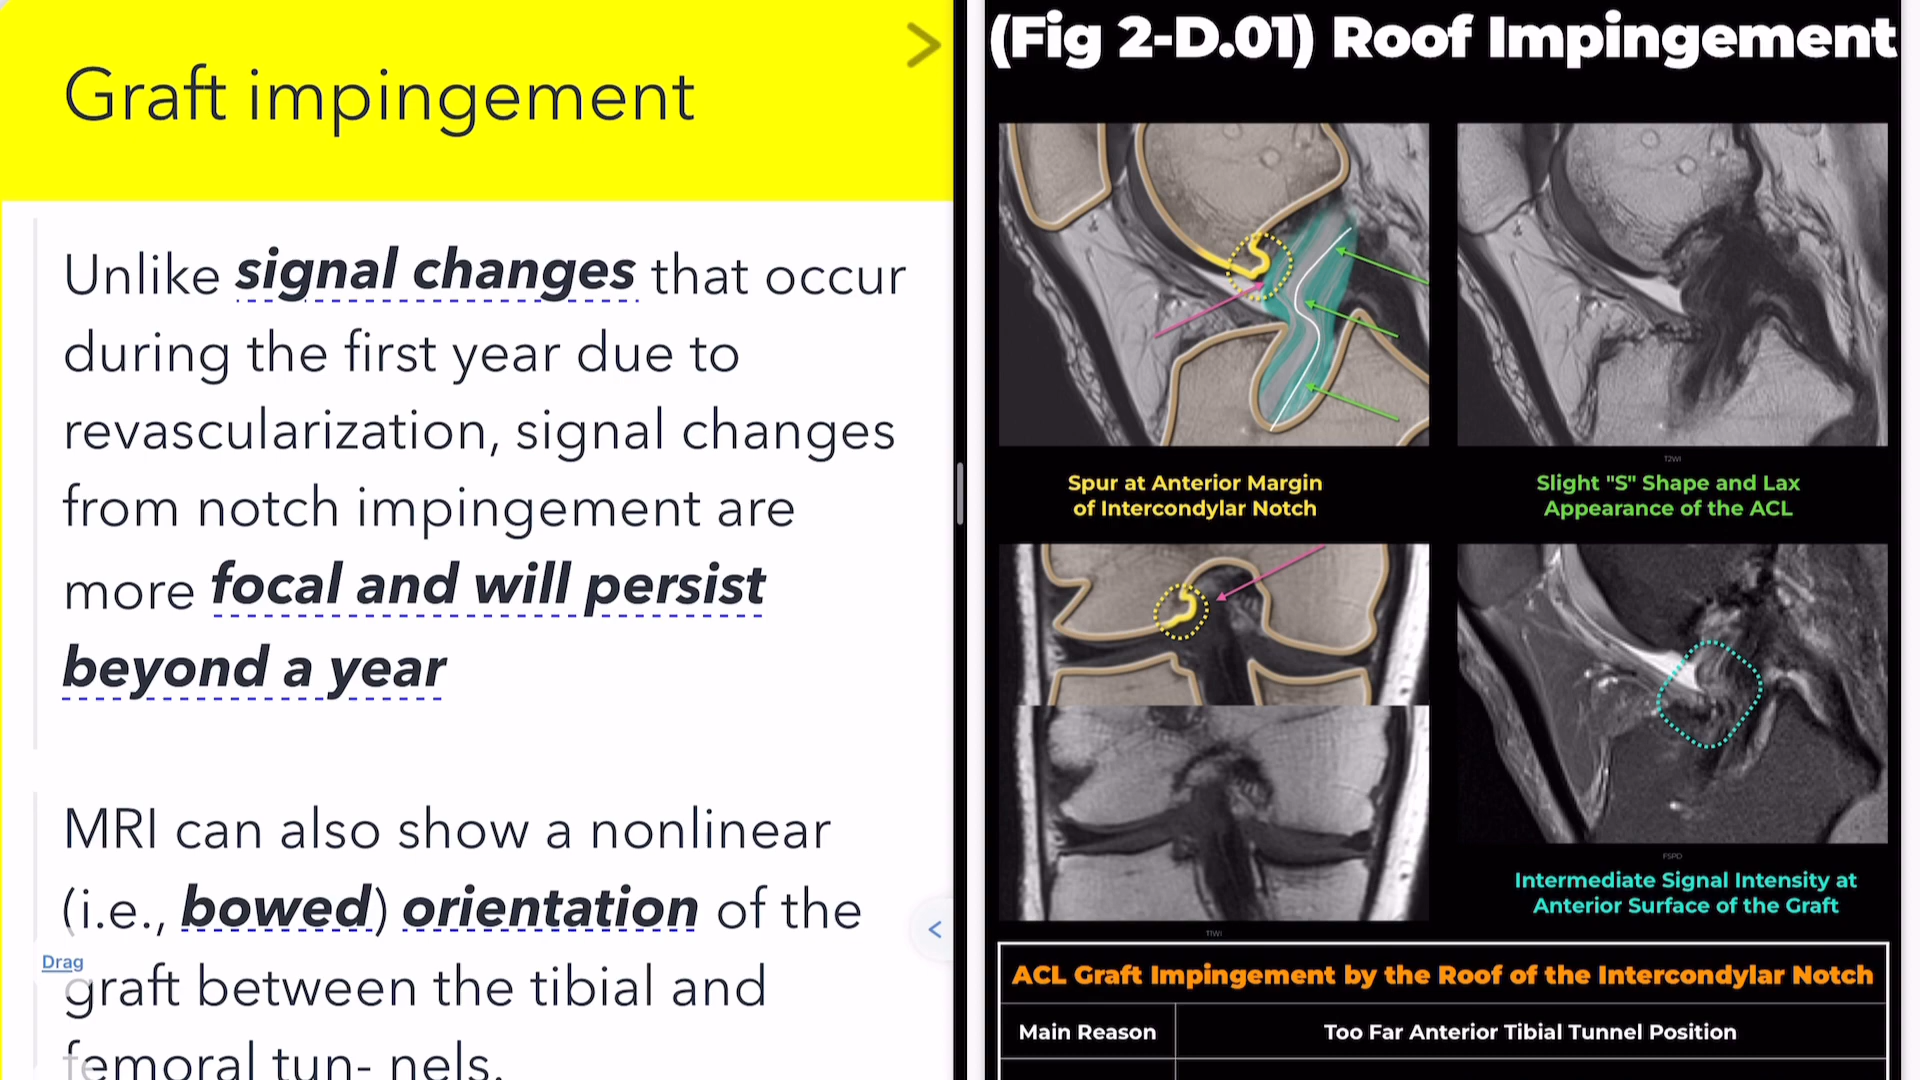 Graft impingement
>
Unlike signal changes that occur
during the first year due to
revascularization, signal changes
from notch impingement are
more focal and will persist
beyond a year
MRI can also show a nonlinear
(i.e., bowed) orientation of the
Drag
graft between the tibial and
femoral tun- nels.
<
(Fig 2-D.01) Roof Impingement
T2WI
Spur at Anterior Margin
of Intercondylar Notch
Slight "S" Shape and Lax
Appearance of the ACL
FSPD
Intermediate Signal Intensity at
Anterior Surface of the Graft
T1WI
ACL Graft Impingement by the Roof of the Intercondylar Notch
Main Reason
Too Far Anterior Tibial Tunnel Position